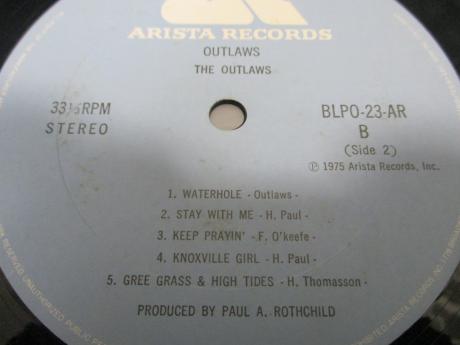 ARISTA RECORDS
OUTLAWS
THE OUTLAWS
33⅓RPM
STEREO
BLPO-23-AR
B
(Side 2)
℗ 1975 Arista Records, Inc.
1. WATERHOLE - Outlaws -
2. STAY WITH ME - H. Paul -
3. KEEP PRAYIN' - F. O'keefe -
4. KNOXVILLE GIRL - H. Paul -
5. GREE GRASS & HIGH TIDES - H. Thomasson -
PRODUCED BY PAUL A. ROTHCHILD